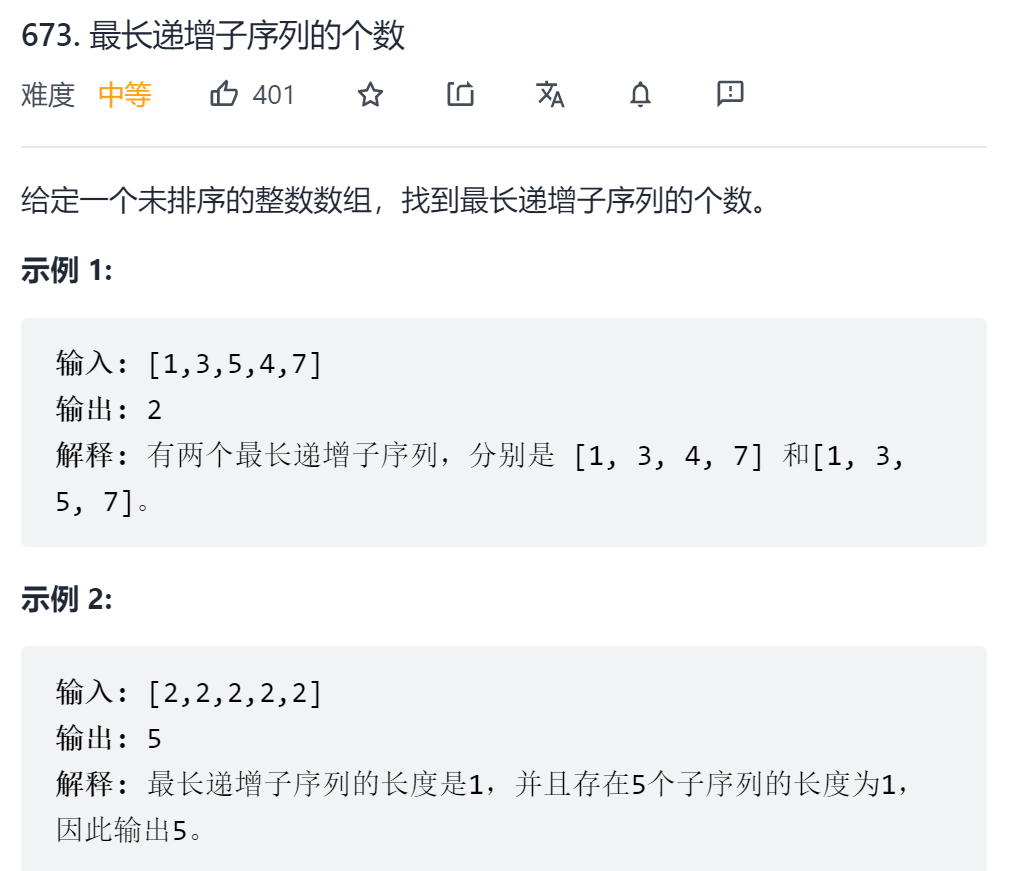 673. 最长递增子序列的个数
难度 中等 401
给定一个未排序的整数数组，找到最长递增子序列的个数。
示例 1:
输入: [1,3,5,4,7]
输出: 2
解释: 有两个最长递增子序列，分别是 [1, 3, 4, 7] 和[1, 3,
5, 7]。
示例 2:
输入: [2,2,2,2,2]
输出: 5
解释: 最长递增子序列的长度是1，并且存在5个子序列的长度为1，
因此输出5。